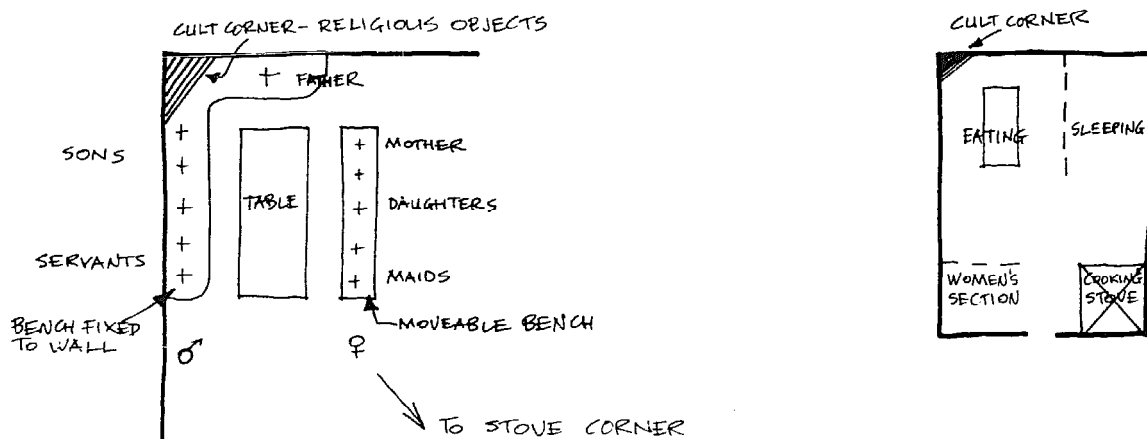 CULT CORNER - RELIGIOUS OBJECTS
FATHER
SONS
MOTHER
TABLE
DAUGHTERS
SERVANTS
MAIDS
BENCH FIXED
TO WALL
MOVEABLE BENCH
♂
♀
TO STOVE CORNER
CULT CORNER
EATING
SLEEPING
WOMEN'S
SECTION
COOKING
STOVE